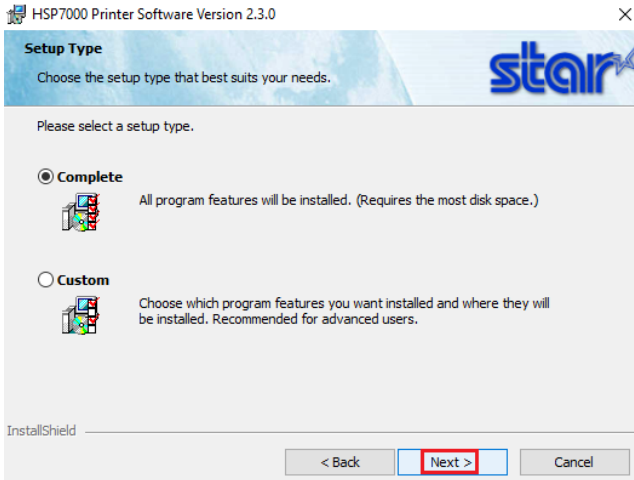 HSP7000 Printer Software Version 2.3.0
Setup Type
Choose the setup type that best suits your needs.
star
Please select a setup type.
Complete
All program features will be installed. (Requires the most disk space.)
Custom
Choose which program features you want installed and where they will
be installed. Recommended for advanced users.
InstallShield
< Back Next > Cancel